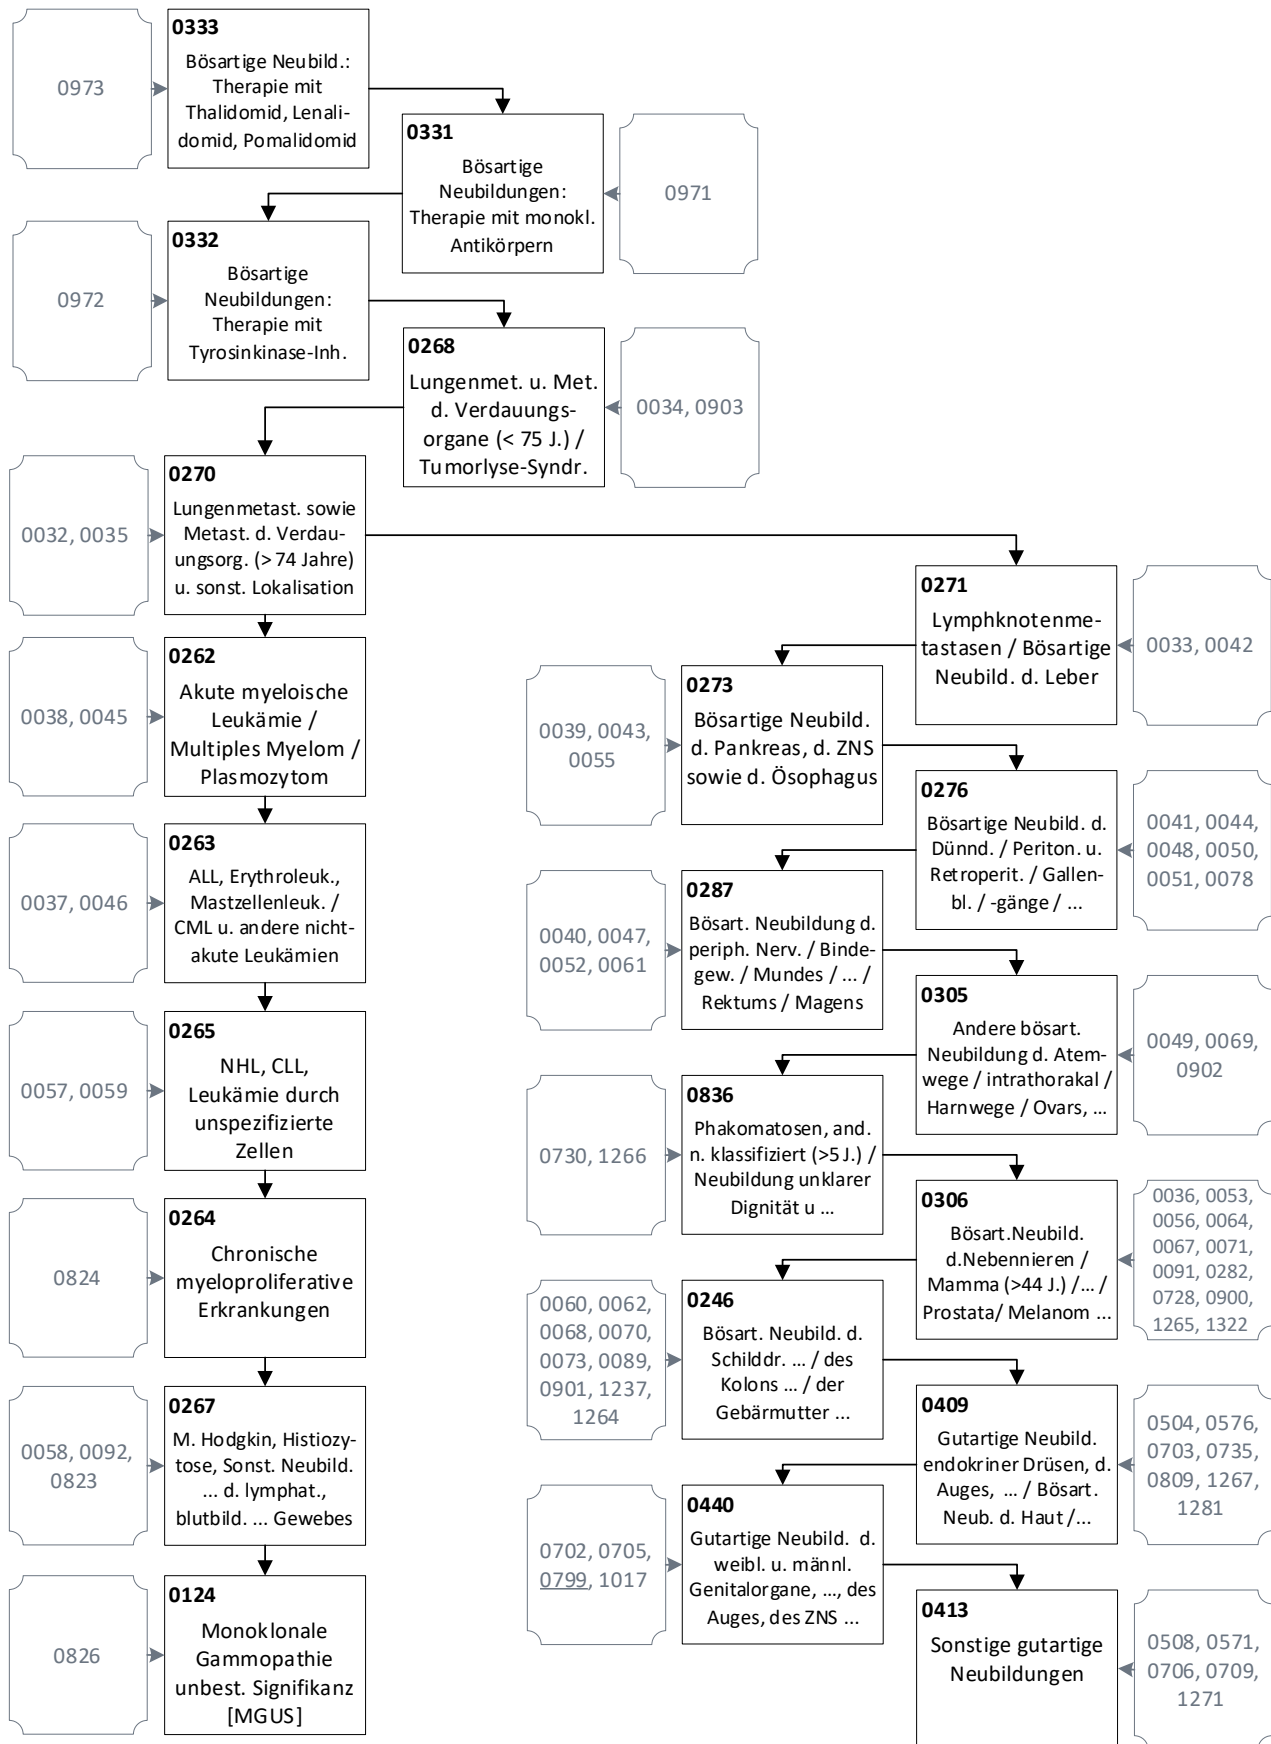 0973
0333
Bösartige Neubild.:
Therapie mit
Thalidomid, Lenali-
domid, Pomalidomid
0331
Bösartige
Neubildungen:
Therapie mit monokl.
Antikörpern
0971
0972
0332
Bösartige
Neubildungen:
Therapie mit
Tyrosinkinase-Inh.
0268
Lungenmet. u. Met.
d. Verdauungs-
organe (< 75 J.) /
Tumorlyse-Syndr.
0034, 0903
0032, 0035
0270
Lungenmetast. sowie
Metast. d. Verdau-
ungsorg. (> 74 Jahre)
u. sonst. Lokalisation
0038, 0045
0262
Akute myeloische
Leukämie /
Multiples Myelom /
Plasmozytom
0037, 0046
0263
ALL, Erythroleuk.,
Mastzellenleuk. /
CML u. andere nicht-
akute Leukämien
0057, 0059
0265
NHL, CLL,
Leukämie durch
unspezifizierte
Zellen
0824
0264
Chronische
myeloproliferative
Erkrankungen
0058, 0092,
0823
0267
M. Hodgkin, Histiozy-
tose, Sonst. Neubild.
... d. lymphat.,
blutbild. ... Gewebes
0826
0124
Monoklonale
Gammopathie
unbest. Signifikanz
[MGUS]
0271
Lymphknotenme-
tastasen / Bösartige
Neubild. d. Leber
0033, 0042
0039, 0043,
0055
0273
Bösartige Neubild.
d. Pankreas, d. ZNS
sowie d. Ösophagus
0276
Bösartige Neubild. d.
Dünnd. / Periton. u.
Retroperit. / Gallen-
bl. / -gänge / ...
0041, 0044,
0048, 0050,
0051, 0078
0040, 0047,
0052, 0061
0287
Bösart. Neubildung d.
periph. Nerv. / Binde-
gew. / Mundes / ... /
Rektums / Magens
0305
Andere bösart.
Neubildung d. Atem-
wege / intrathorakal /
Harnwege / Ovars, ...
0049, 0069,
0902
0730, 1266
0836
Phakomatosen, and.
n. klassifiziert (>5 J.) /
Neubildung unklarer
Dignität u ...
0306
Bösart.Neubild.
d.Nebennieren /
Mamma (>44 J.) /... /
Prostata/ Melanom ...
0036, 0053,
0056, 0064,
0067, 0071,
0091, 0282,
0728, 0900,
1265, 1322
0060, 0062,
0068, 0070,
0073, 0089,
0901, 1237,
1264
0246
Bösart. Neubild. d.
Schilddr. ... / des
Kolons ... / der
Gebärmutter ...
0409
Gutartige Neubild.
endokriner Drüsen, d.
Auges, ... / Bösart.
Neub. d. Haut /...
0504, 0576,
0703, 0735,
0809, 1267,
1281
0702, 0705,
0799, 1017
0440
Gutartige Neubild. d.
weibl. u. männl.
Genitalorgane, ..., des
Auges, des ZNS ...
0413
Sonstige gutartige
Neubildungen
0508, 0571,
0706, 0709,
1271